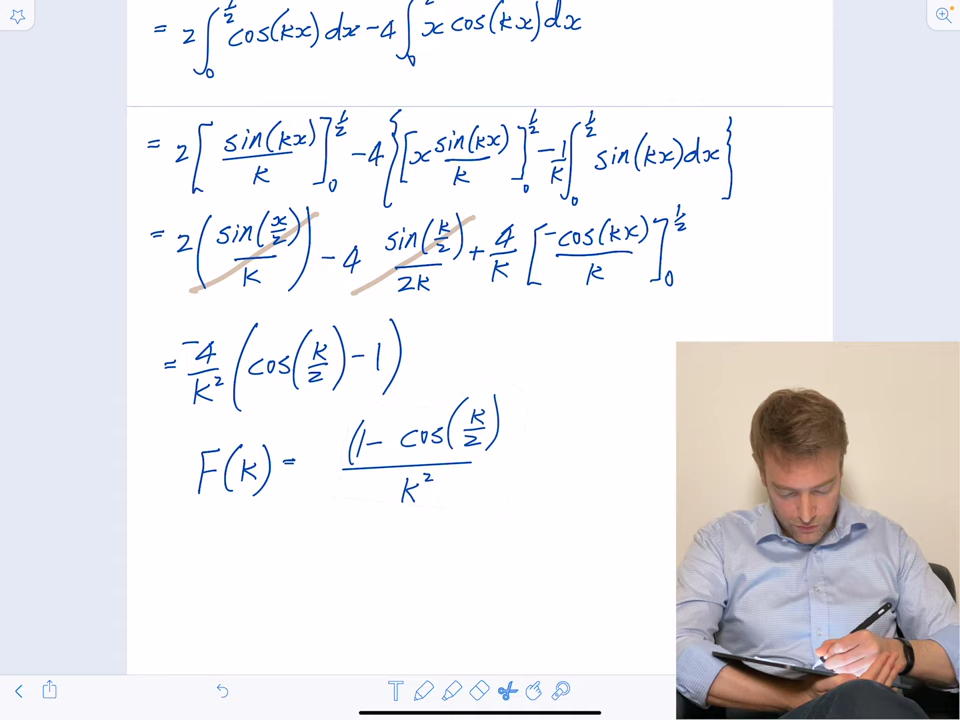 = 2 ∫₀^{1/2} cos(kx) dx - 4 ∫₀ x cos(kx) dx
= 2 [ sin(kx)/k ]₀^{1/2} - 4 { [ x sin(kx)/k ]₀^{1/2} - 1/k ∫₀^{1/2} sin(kx) dx }
= 2 ( sin(x/2)/k ) - 4 sin(k/2)/2k + 4/k [ -cos(kx)/k ]₀^{1/2}
= -4/k² ( cos(k/2) - 1 )
F(k) = (1 - cos(k/2)/k²
T